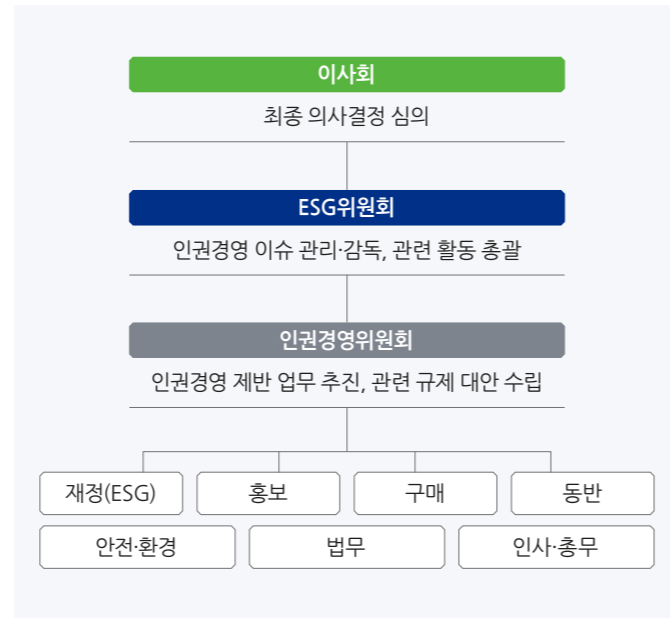 이사회
최종 의사결정 심의
ESG위원회
인권경영 이슈 관리·감독, 관련 활동 총괄
인권경영위원회
인권경영 제반 업무 추진, 관련 규제 대안 수립
재정(ESG) 홍보 구매 동반
안전·환경 법무 인사·총무